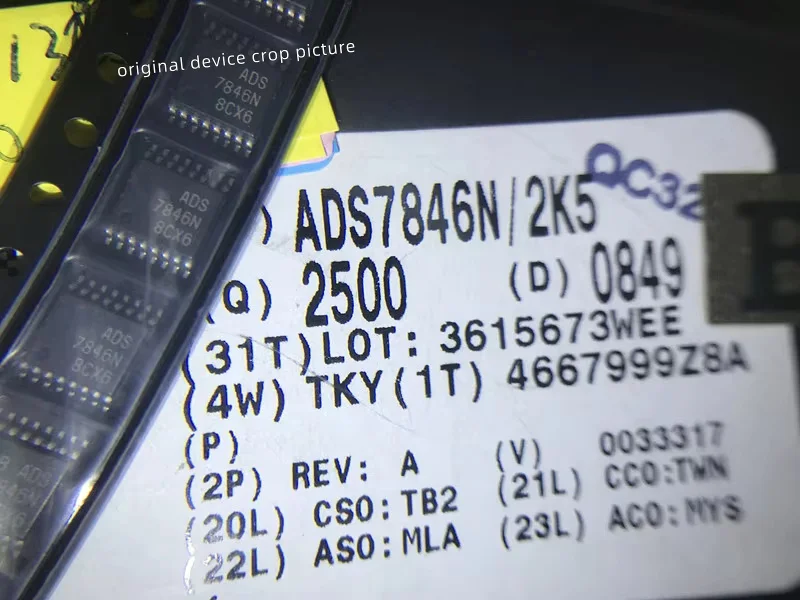 original device crop picture
ADS
7846N
8CX6
ADS
7846N
8CX6
ADS
7846N
8CX6
ADS
QC32
) ADS7846N/2K5
(Q) 2500 (D) 0849
(31T)LOT: 3615673WEE
(4W) TKY(1T) 4667999Z8A
(P)
(2P) REV: A (V) 0033317
(20L) CSO:TB2 (21L) CCO:TWN
(22L) ASO:MLA (23L) ACO:MYS